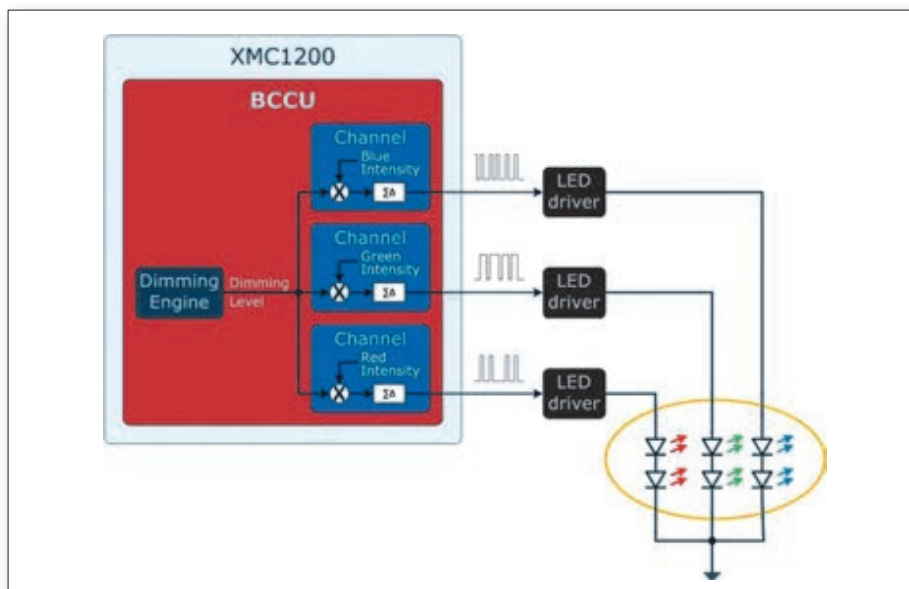 XMC1200
BCCU
Channel
Blue
Intensity
X
ΣΔ
LED
driver
Channel
Green
Intensity
X
ΣΔ
LED
driver
Dimming
Engine
Dimming
Level
Channel
Red
Intensity
X
ΣΔ
LED
driver